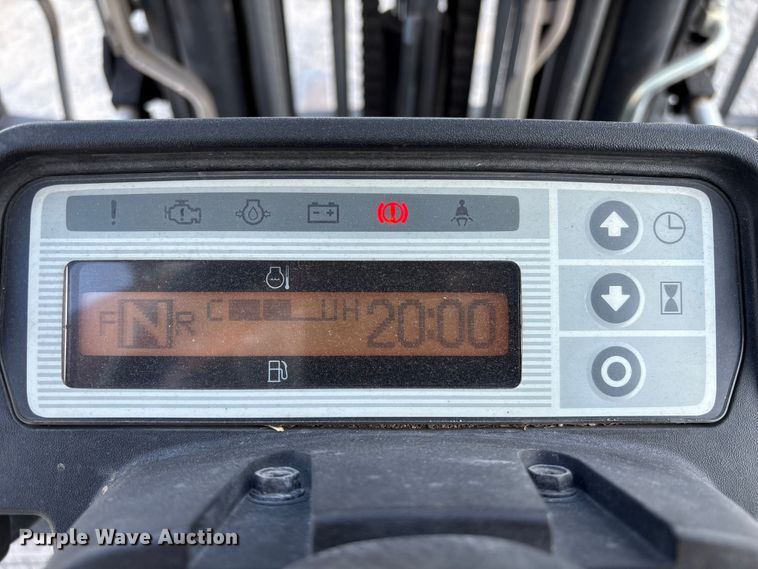 F N R C H 20:00
Purple Wave Auction